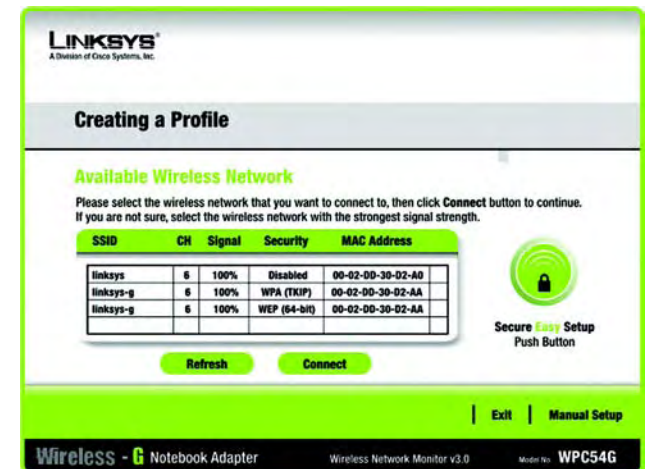 LINKSYS®
A Division of Cisco Systems, Inc.
Creating a Profile
Available Wireless Network
Please select the wireless network that you want to connect to, then click Connect button to continue.
If you are not sure, select the wireless network with the strongest signal strength.
SSID CH Signal Security MAC Address
linksys 6 100% Disabled 00-02-DD-30-D2-A0
linksys-g 6 100% WPA (TKIP) 00-02-DD-30-D2-AA
linksys-g 6 100% WEP (64-bit) 00-02-DD-30-D2-AA
Secure Easy Setup
Push Button
Refresh Connect
Exit Manual Setup
Wireless - G Notebook Adapter Wireless Network Monitor v3.0 Model No. WPC54G